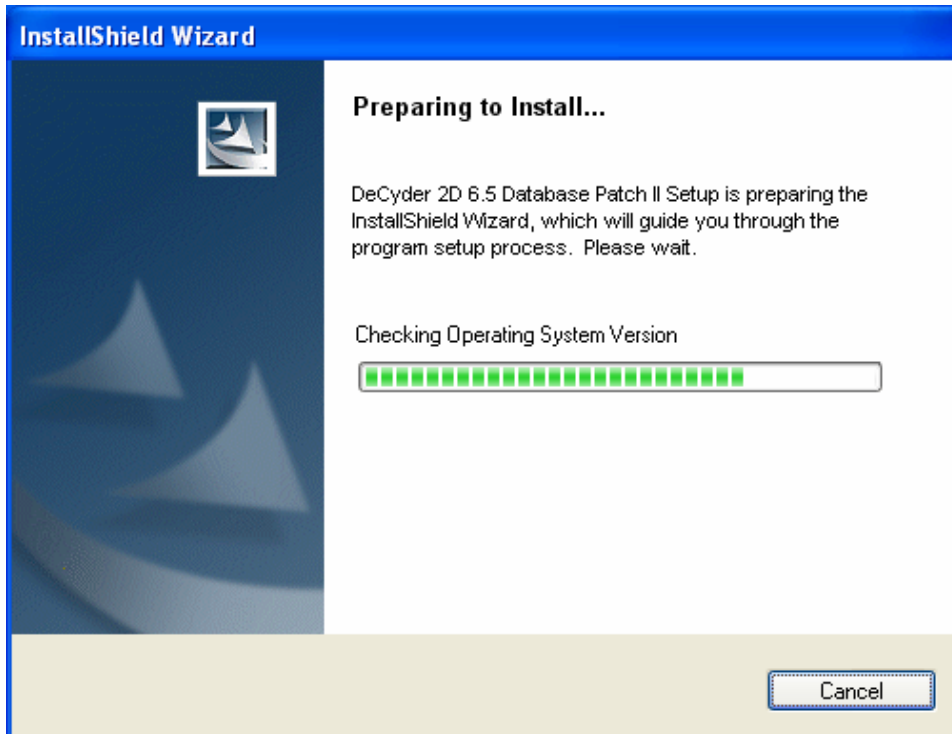 InstallShield Wizard
Preparing to Install...
DeCyder 2D 6.5 Database Patch II Setup is preparing the
InstallShield Wizard, which will guide you through the
program setup process.  Please wait.
Checking Operating System Version
Cancel